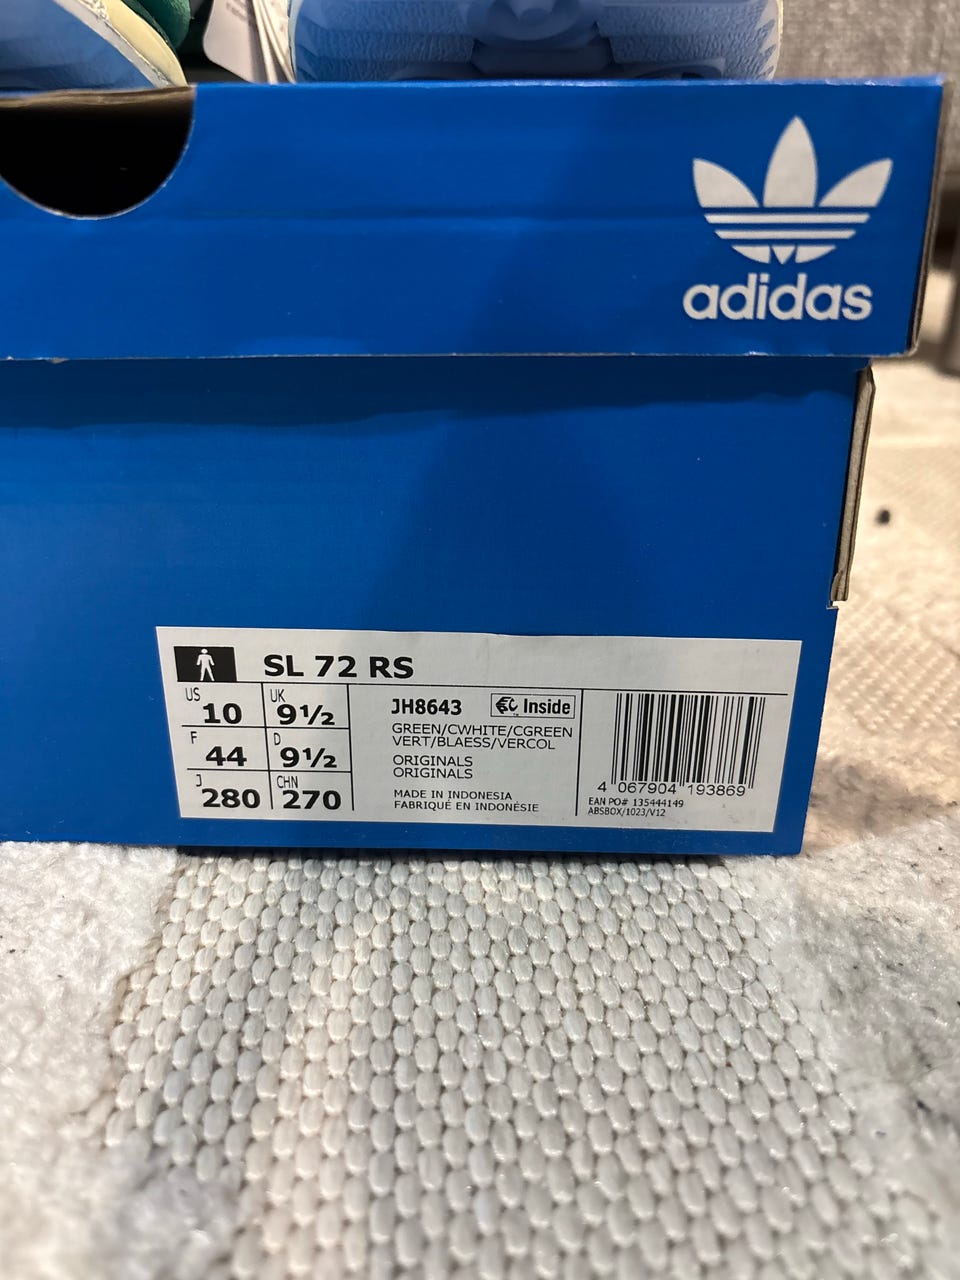 adidas
SL 72 RS
US 10 UK 9½
F 44 D 9½
J 280 CHN 270
JH8643 EC Inside
GREEN/CWHITE/CGREEN
VERT/BLAESS/VERCOL
ORIGINALS
ORIGINALS
MADE IN INDONESIA
FABRIQUÉ EN INDONÉSIE
4 067904 193869
EAN PO# 135444149
ABSBOX/1023/V12